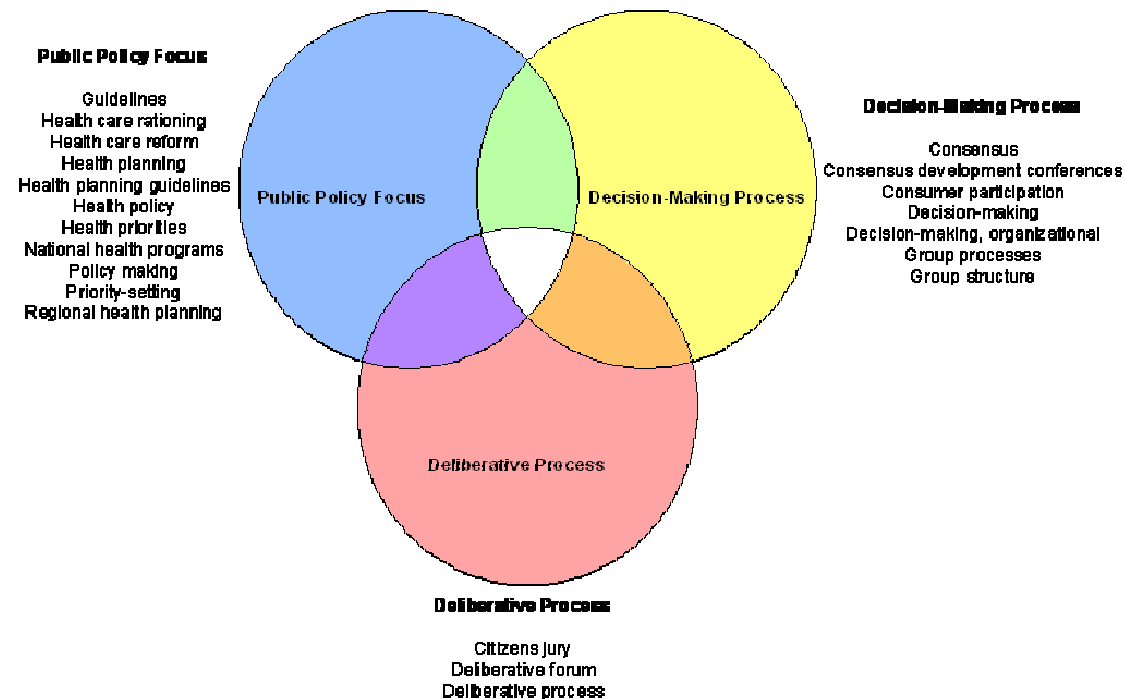 Public Policy Focus
Guidelines
Health care rationing
Health care reform
Health planning
Health planning guidelines
Health policy
Health priorities
National health programs
Policy making
Priority-setting
Regional health planning
Public Policy Focus
Decision-Making Process
Decision-Making Process
Consensus
Consensus development conferences
Consumer participation
Decision-making
Decision-making, organizational
Group processes
Group structure
Deliberative Process
Deliberative Process
Citizens jury
Deliberative forum
Deliberative process